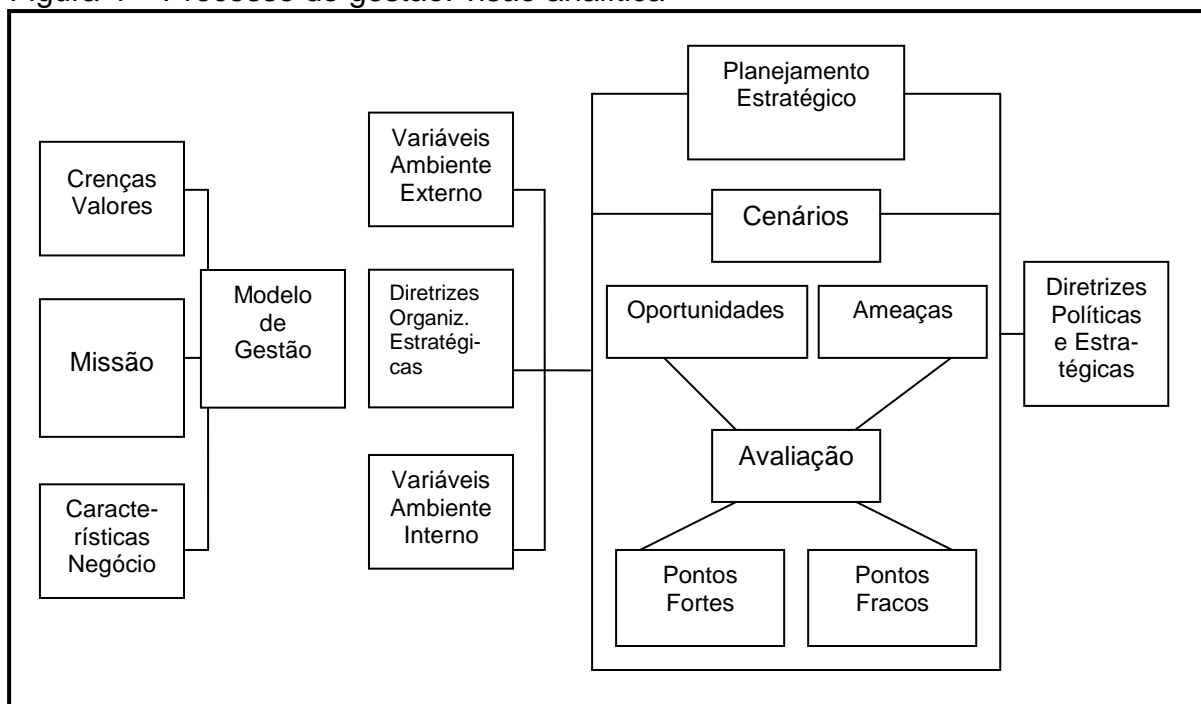 Planejamento
Estratégico
Variáveis
Ambiente
Externo
Crenças
Valores
Cenários
Modelo
de
Gestão
Diretrizes
Organiz.
Estratégi-
cas
Oportunidades
Ameaças
Diretrizes
Políticas
e Estra-
tégicas
Missão
Avaliação
Variáveis
Ambiente
Interno
Caracte-
rísticas
Negócio
Pontos
Fortes
Pontos
Fracos